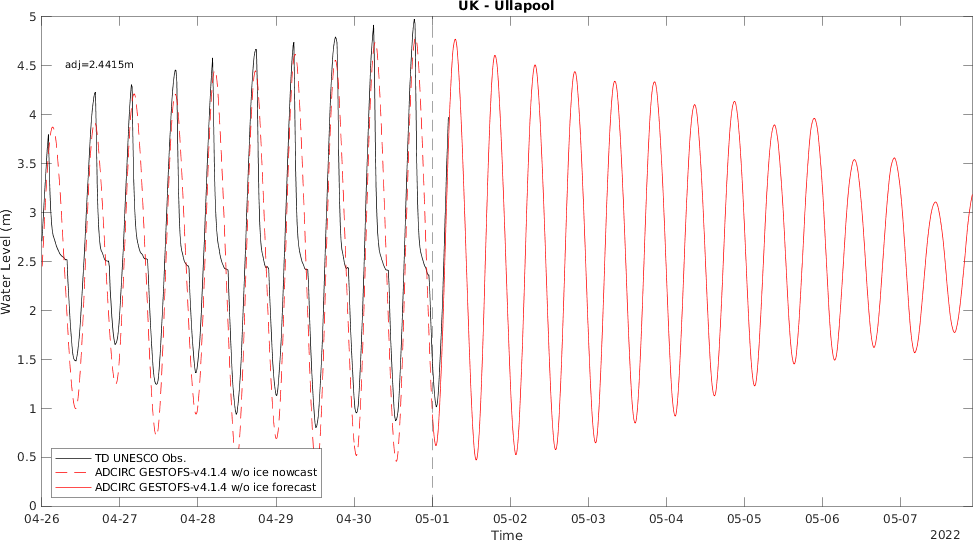 UK - Ullapool
5
4.5
4
3.5
3
2.5
2
1.5
1
0.5
0
Water Level (m)
adj=2.4415m
TD UNESCO Obs.
ADCIRC GESTOFS-v4.1.4 w/o ice nowcast
ADCIRC GESTOFS-v4.1.4 w/o ice forecast
04-26 04-27 04-28 04-29 04-30 05-01 05-02 05-03 05-04 05-05 05-06 05-07
Time
2022